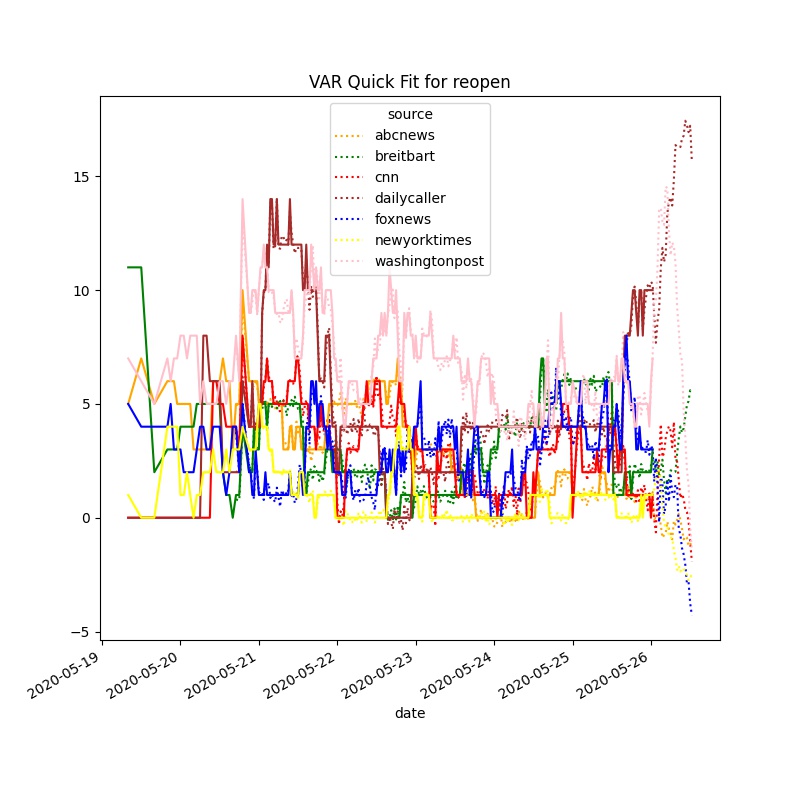 VAR Quick Fit for reopen
source
abcnews
breitbart
cnn
dailycaller
foxnews
newyorktimes
washingtonpost
15
10
5
0
−5
2020-05-19
2020-05-20
2020-05-21
2020-05-22
2020-05-23
2020-05-24
2020-05-25
2020-05-26
date